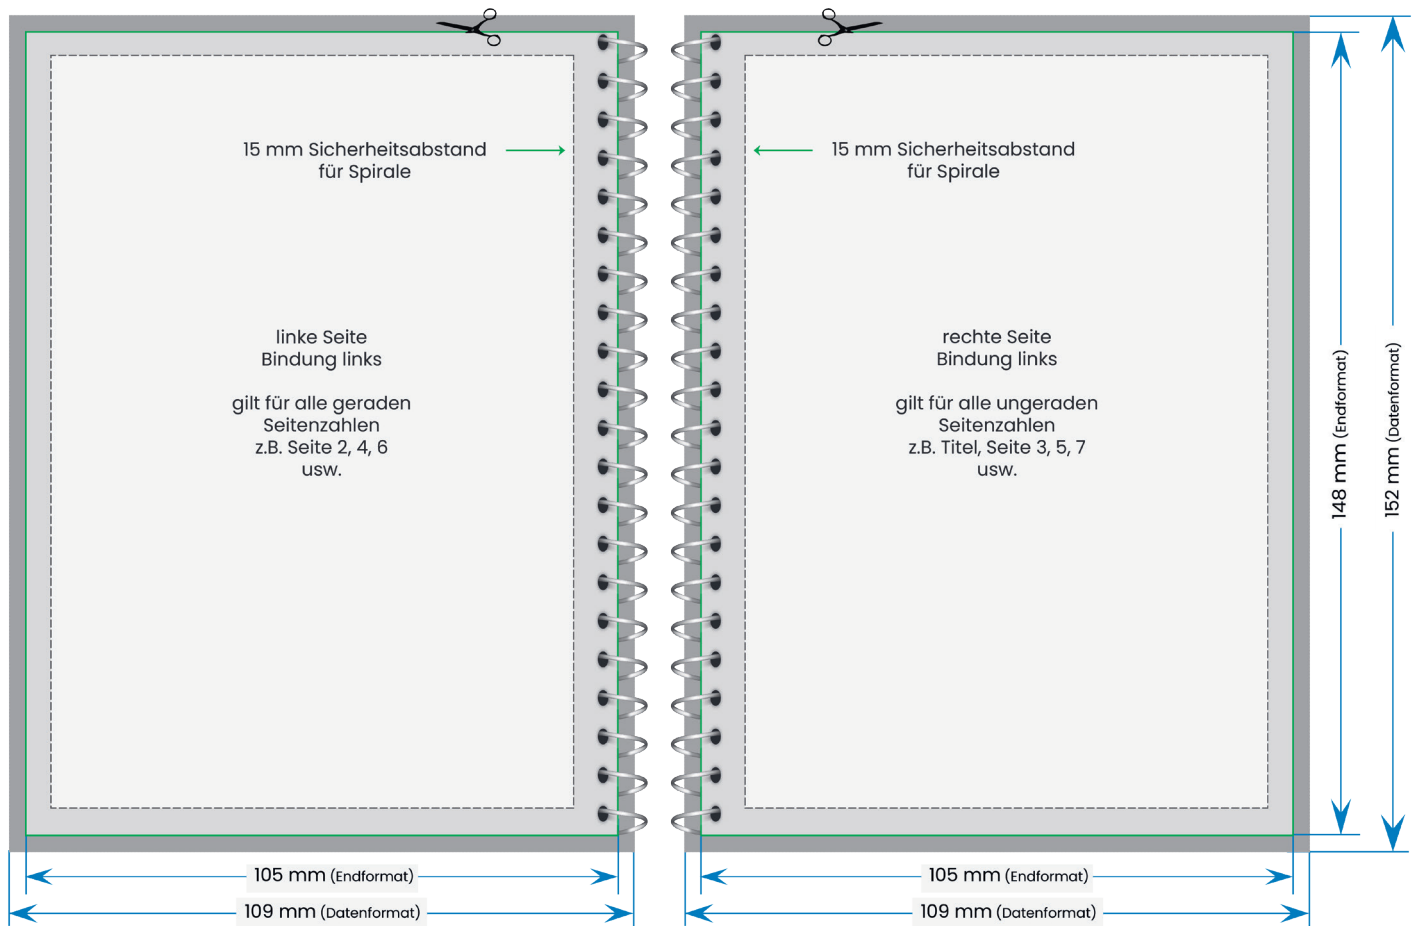 15 mm Sicherheitsabstand
für Spirale
linke Seite
Bindung links
gilt für alle geraden
Seitenzahlen
z.B. Seite 2, 4, 6
usw.
105 mm (Endformat)
109 mm (Datenformat)
15 mm Sicherheitsabstand
für Spirale
rechte Seite
Bindung links
gilt für alle ungeraden
Seitenzahlen
z.B. Titel, Seite 3, 5, 7
usw.
105 mm (Endformat)
109 mm (Datenformat)
148 mm (Endformat)
152 mm (Datenformat)